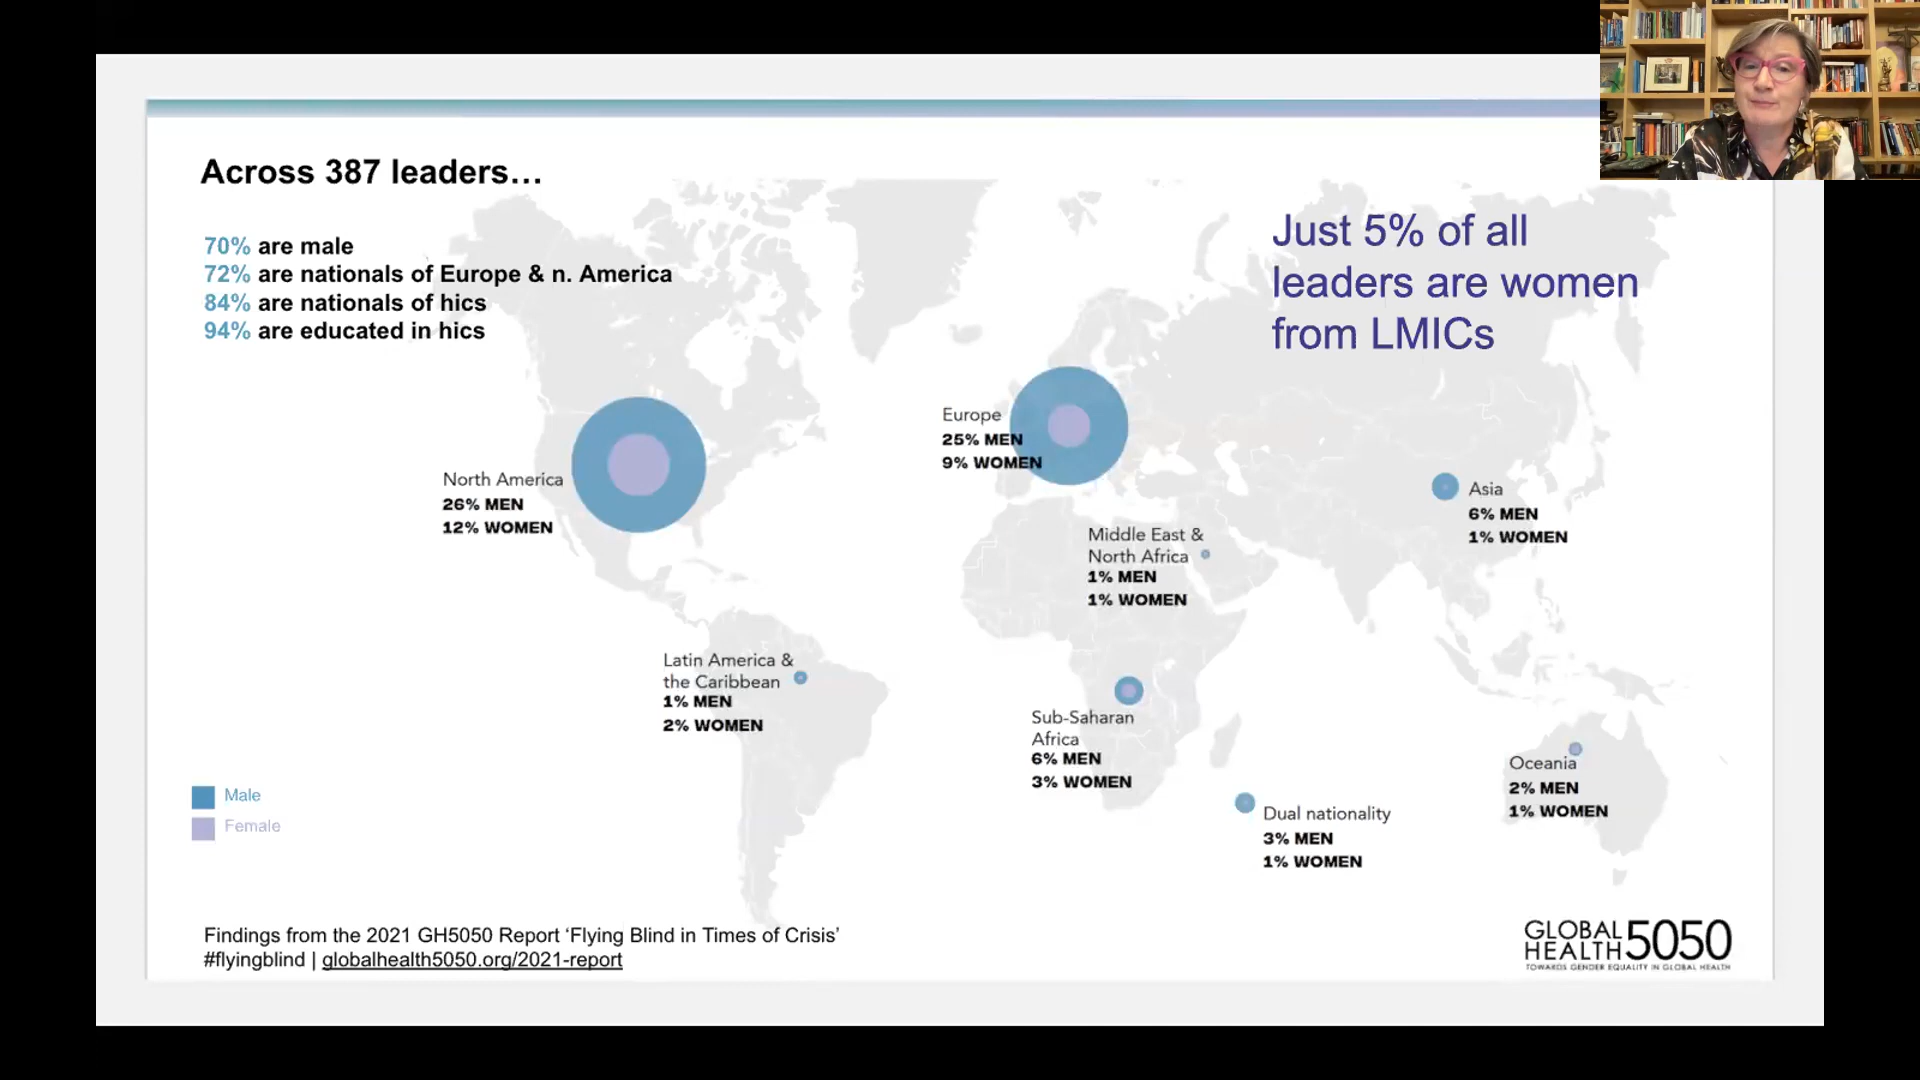 Across 387 leaders…
70% are male
72% are nationals of Europe & n. America
84% are nationals of hics
94% are educated in hics
Just 5% of all
leaders are women
from LMICs
North America
26% MEN
12% WOMEN
Europe
25% MEN
9% WOMEN
Asia
6% MEN
1% WOMEN
Middle East &
North Africa
1% MEN
1% WOMEN
Latin America &
the Caribbean
1% MEN
2% WOMEN
Sub-Saharan
Africa
6% MEN
3% WOMEN
Oceania
2% MEN
1% WOMEN
Dual nationality
3% MEN
1% WOMEN
Male
Female
Findings from the 2021 GH5050 Report ‘Flying Blind in Times of Crisis’
#flyingblind | globalhealth5050.org/2021-report
GLOBAL HEALTH 5050
TOWARDS GENDER EQUALITY IN GLOBAL HEALTH